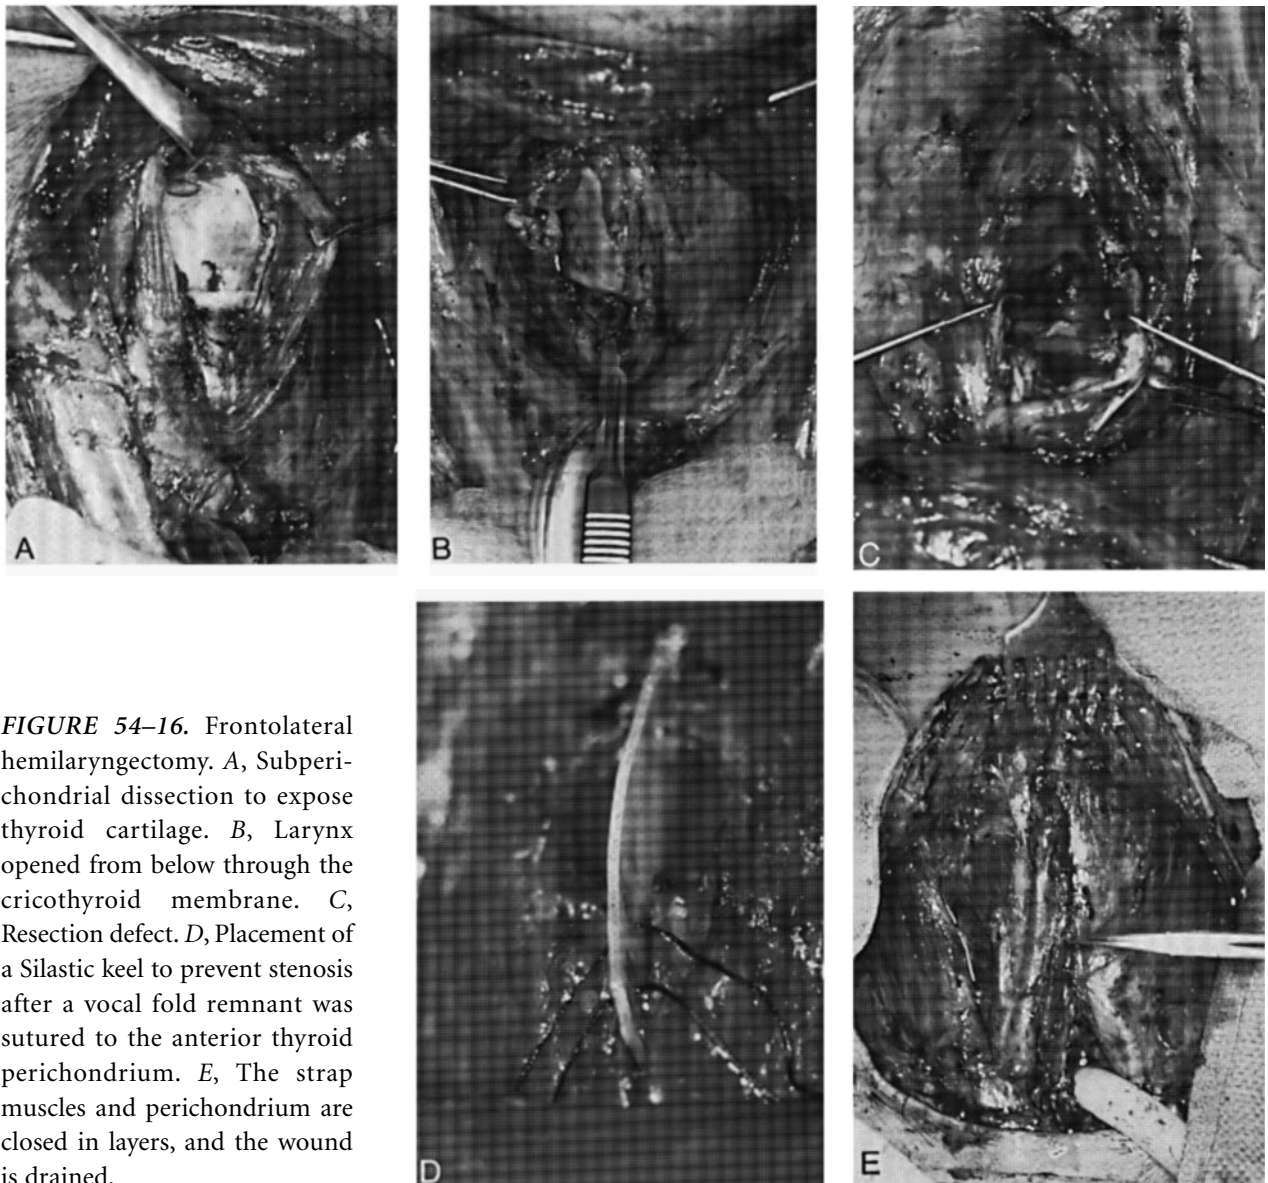 A
B
C
FIGURE 54–16. Frontolateral
hemilaryngectomy. A, Subperi-
chondrial dissection to expose
thyroid cartilage. B, Larynx
opened from below through the
cricothyroid membrane. C,
Resection defect. D, Placement of
a Silastic keel to prevent stenosis
after a vocal fold remnant was
sutured to the anterior thyroid
perichondrium. E, The strap
muscles and perichondrium are
closed in layers, and the wound
is drained.
D
E